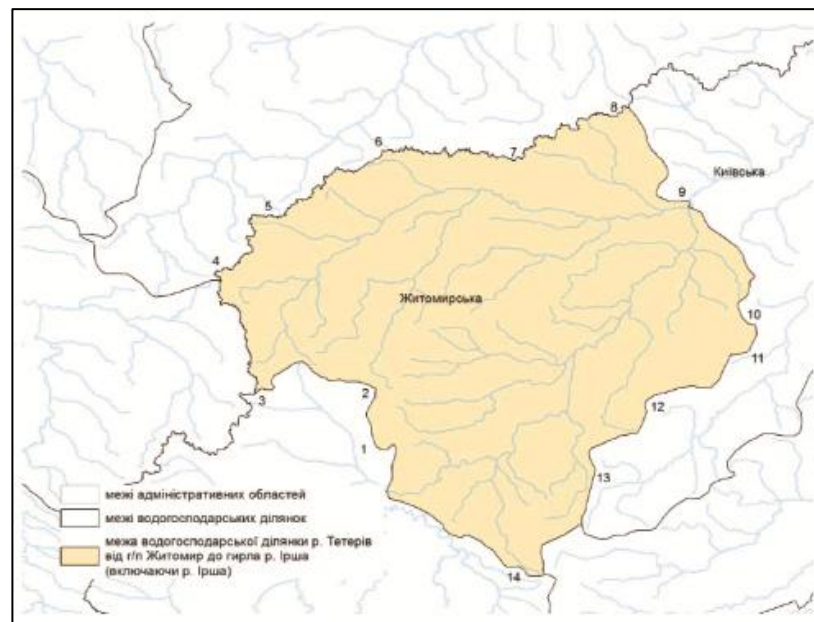 8
6
7
Київська
9
5
4
Житомирська
10
11
3
2
12
1
13
межі адміністративних областей
межі водогосподарських ділянок
межа водогосподарської ділянки р. Тетерів
від г/п Житомир до гирла р. Ірша
(включаючи р. Ірша)
14